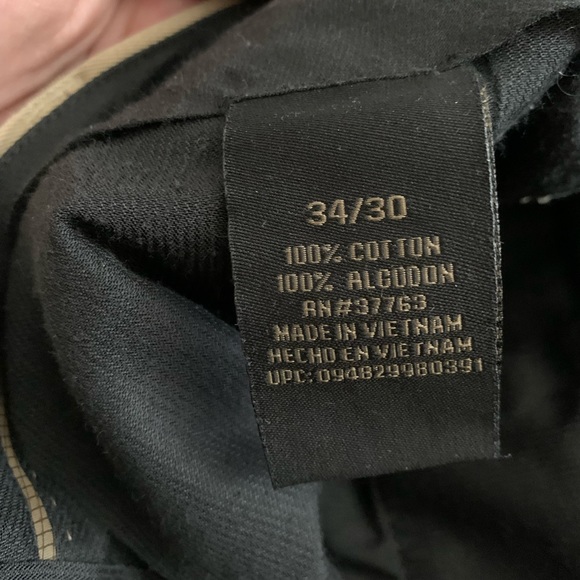 34/30
100% COTTON
100% ALGODON
RN#37763
MADE IN VIETNAM
HECHO EN VIETNAM
UPC: 094829980391